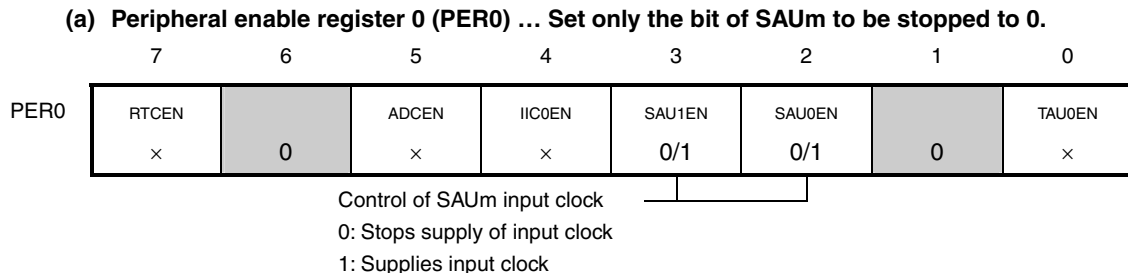 (a) Peripheral enable register 0 (PER0) … Set only the bit of SAUm to be stopped to 0.
7 6 5 4 3 2 1 0
PER0 RTCEN ADCEN IIC0EN SAU1EN SAU0EN TAU0EN
× 0 × × 0/1 0/1 0 ×
Control of SAUm input clock
0: Stops supply of input clock
1: Supplies input clock